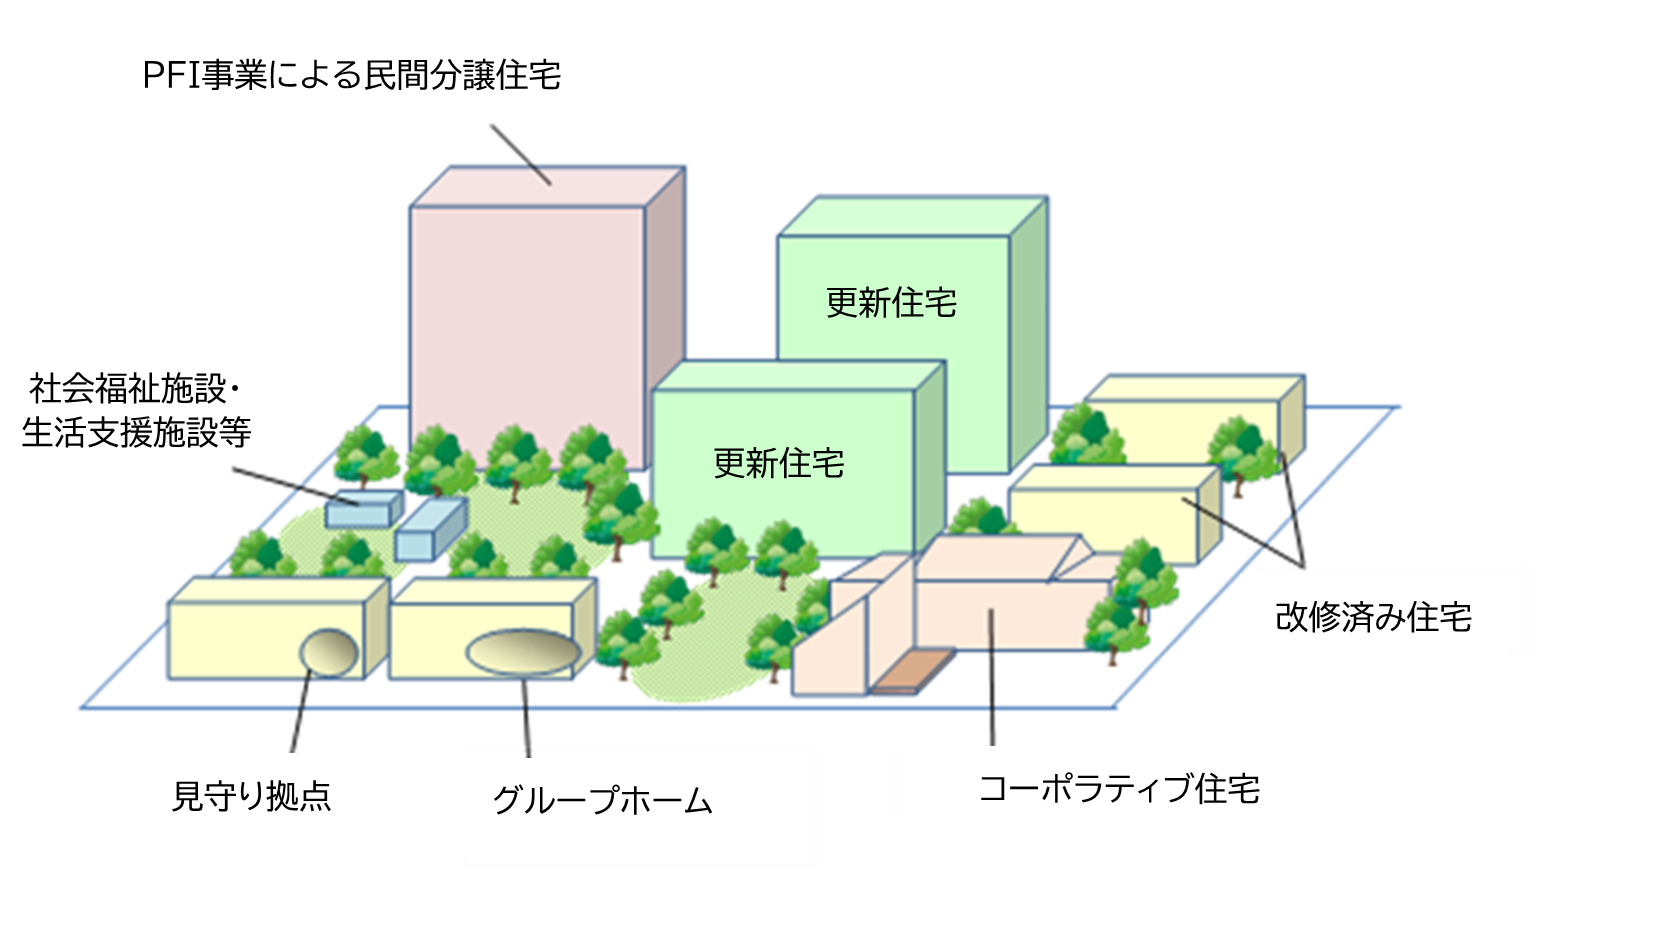 PFI事業による民間分譲住宅
更新住宅
社会福祉施設・
生活支援施設等
更新住宅
改修済み住宅
見守り拠点
グループホーム
コーポラティブ住宅